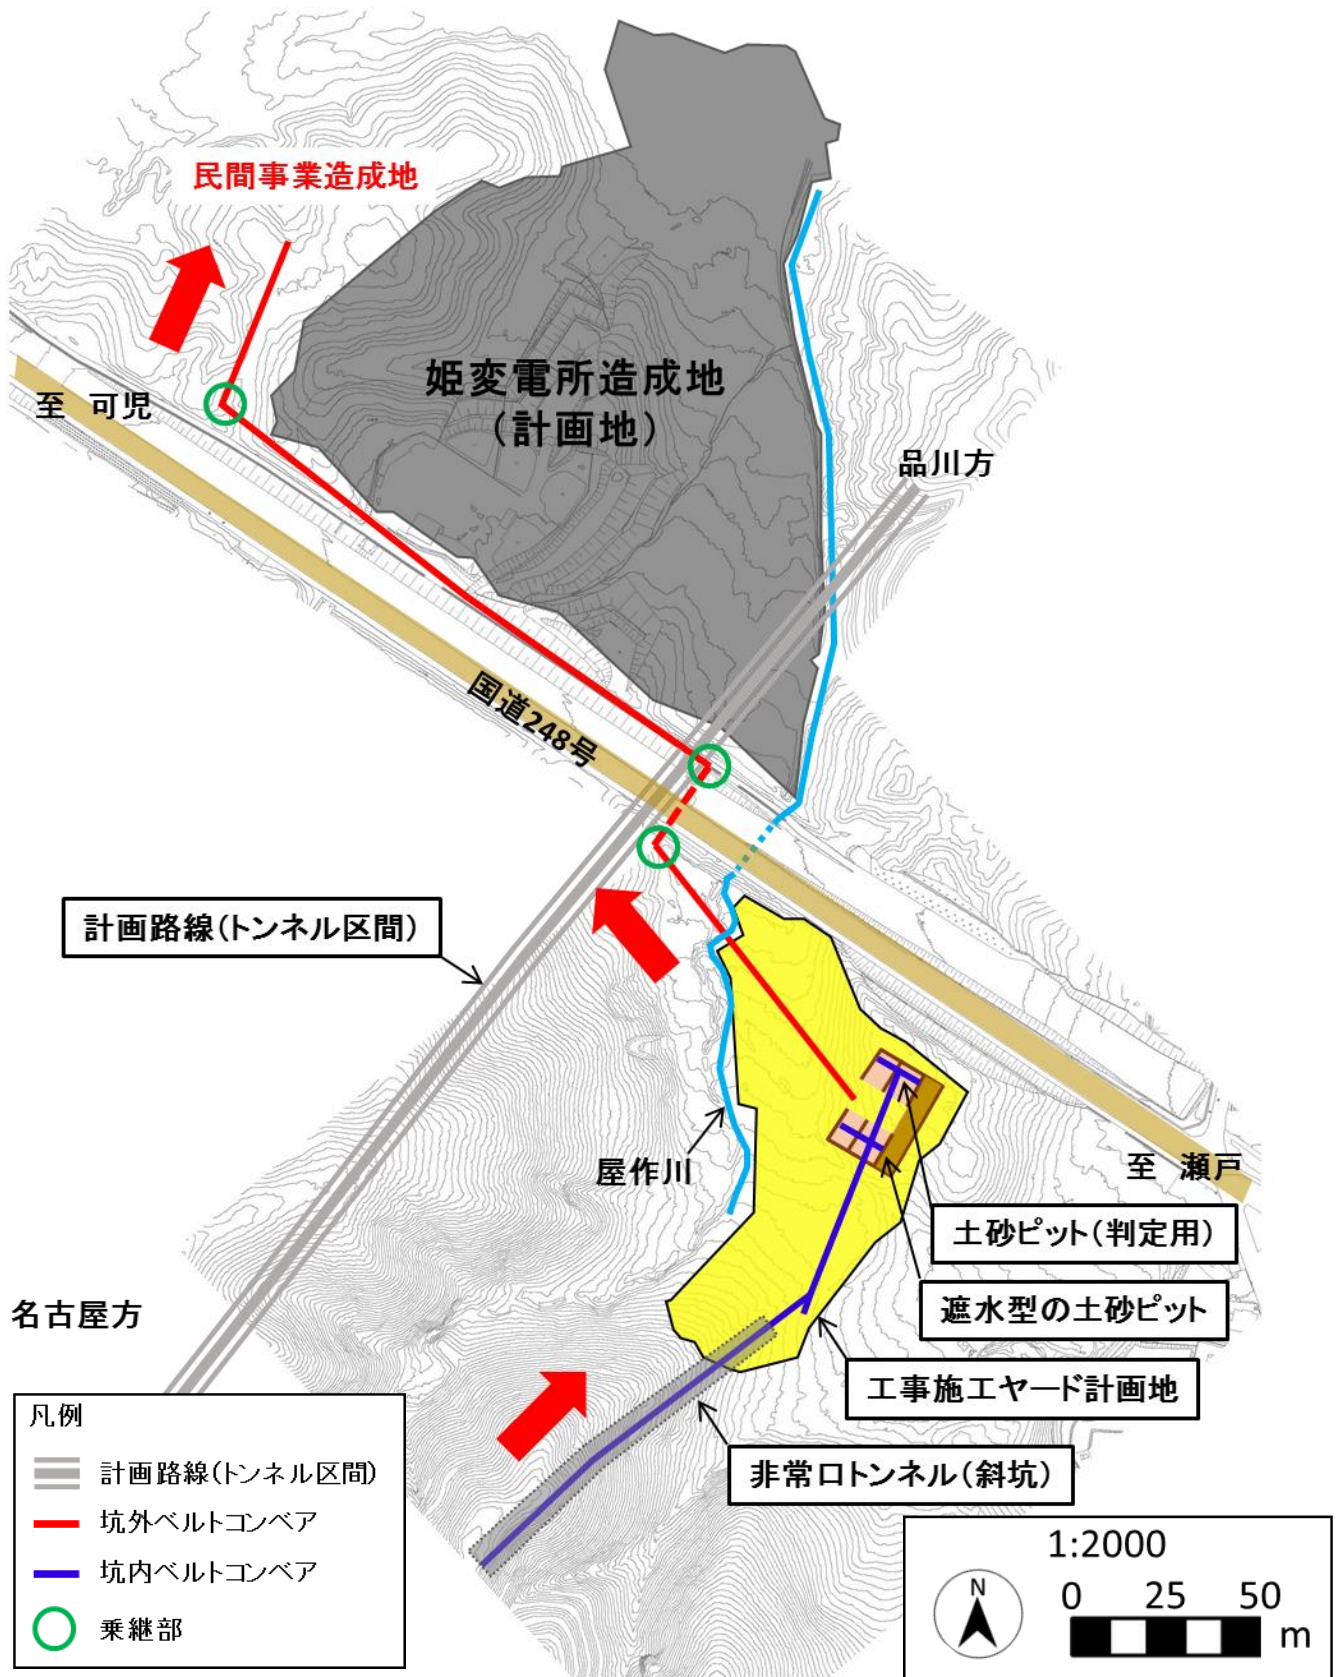 民間事業造成地
姫変電所造成地
(計画地)
至 可児
品川方
国道248号
計画路線(トンネル区間)
屋作川
至 瀬戸
土砂ピット(判定用)
遮水型の土砂ピット
名古屋方
工事施工ヤード計画地
非常口トンネル(斜坑)
凡例
計画路線(トンネル区間)
坑外ベルトコンベア
坑内ベルトコンベア
乗継部
1:2000
N
0 25 50
m